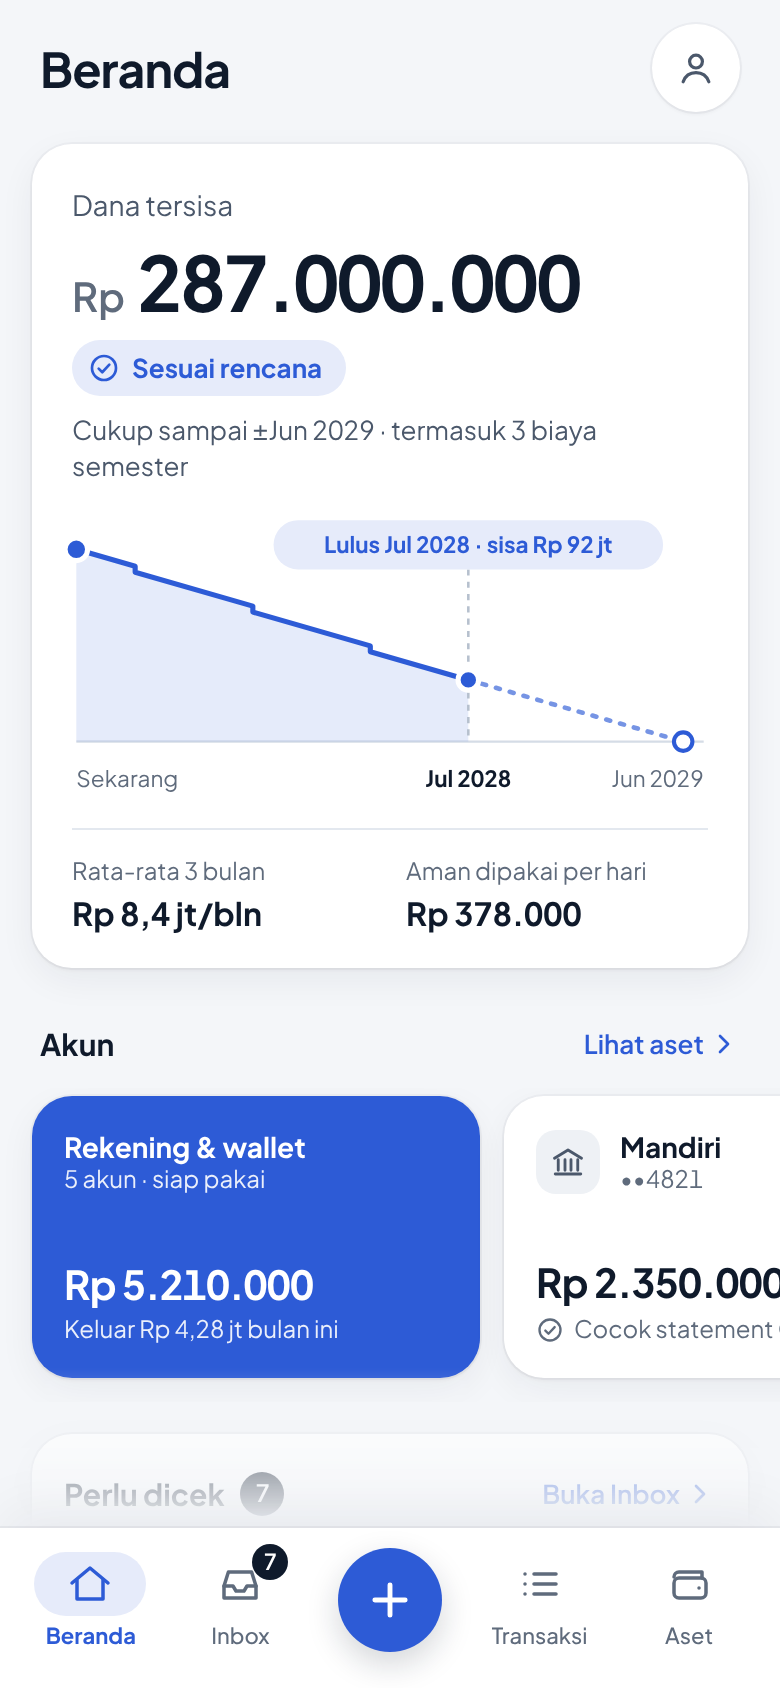 Beranda
Dana tersisa
Rp 287.000.000
Sesuai rencana
Cukup sampai ±Jun 2029 · termasuk 3 biaya
semester
Lulus Jul 2028 · sisa Rp 92 jt
Sekarang
Jul 2028
Jun 2029
Rata-rata 3 bulan
Rp 8,4 jt/bln
Aman dipakai per hari
Rp 378.000
Akun
Lihat aset
Rekening & wallet
5 akun · siap pakai
Rp 5.210.000
Keluar Rp 4,28 jt bulan ini
Mandiri
••4821
Rp 2.350.000
Cocok statement
Perlu dicek 7
Buka Inbox
7
Beranda
Inbox
Transaksi
Aset